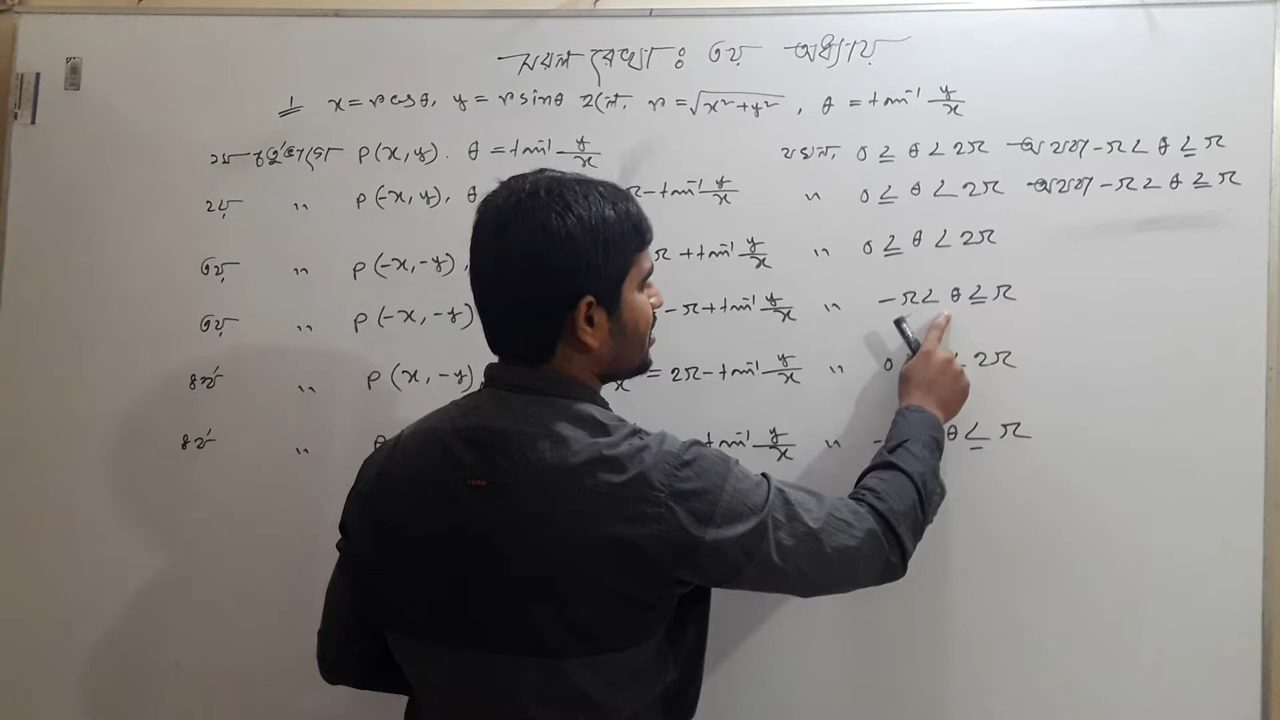 সরল রেখা : ৩য় অধ্যায়
1 x = r cosθ, y = r sinθ হলে, r = √(x²+y²), θ = tan⁻¹ y/x
১ম চতুর্ভাগে P(x, y). θ = tan⁻¹ y/x যখন, 0 ≤ θ < 2π অথবা -π < θ ≤ π
২য় " P(-x, y), θ π - tan⁻¹ y/x " 0 ≤ θ < 2π অথবা -π < θ ≤ π
৩য় " P(-x, -y), π + tan⁻¹ y/x " 0 ≤ θ < 2π
৩য় " P(-x, -y) -π + tan⁻¹ y/x " -π < θ ≤ π
৪র্থ " P(x, -y), x = 2π - tan⁻¹ y/x " 0 < 2π
৪র্থ " tan⁻¹ y/x " - θ ≤ π